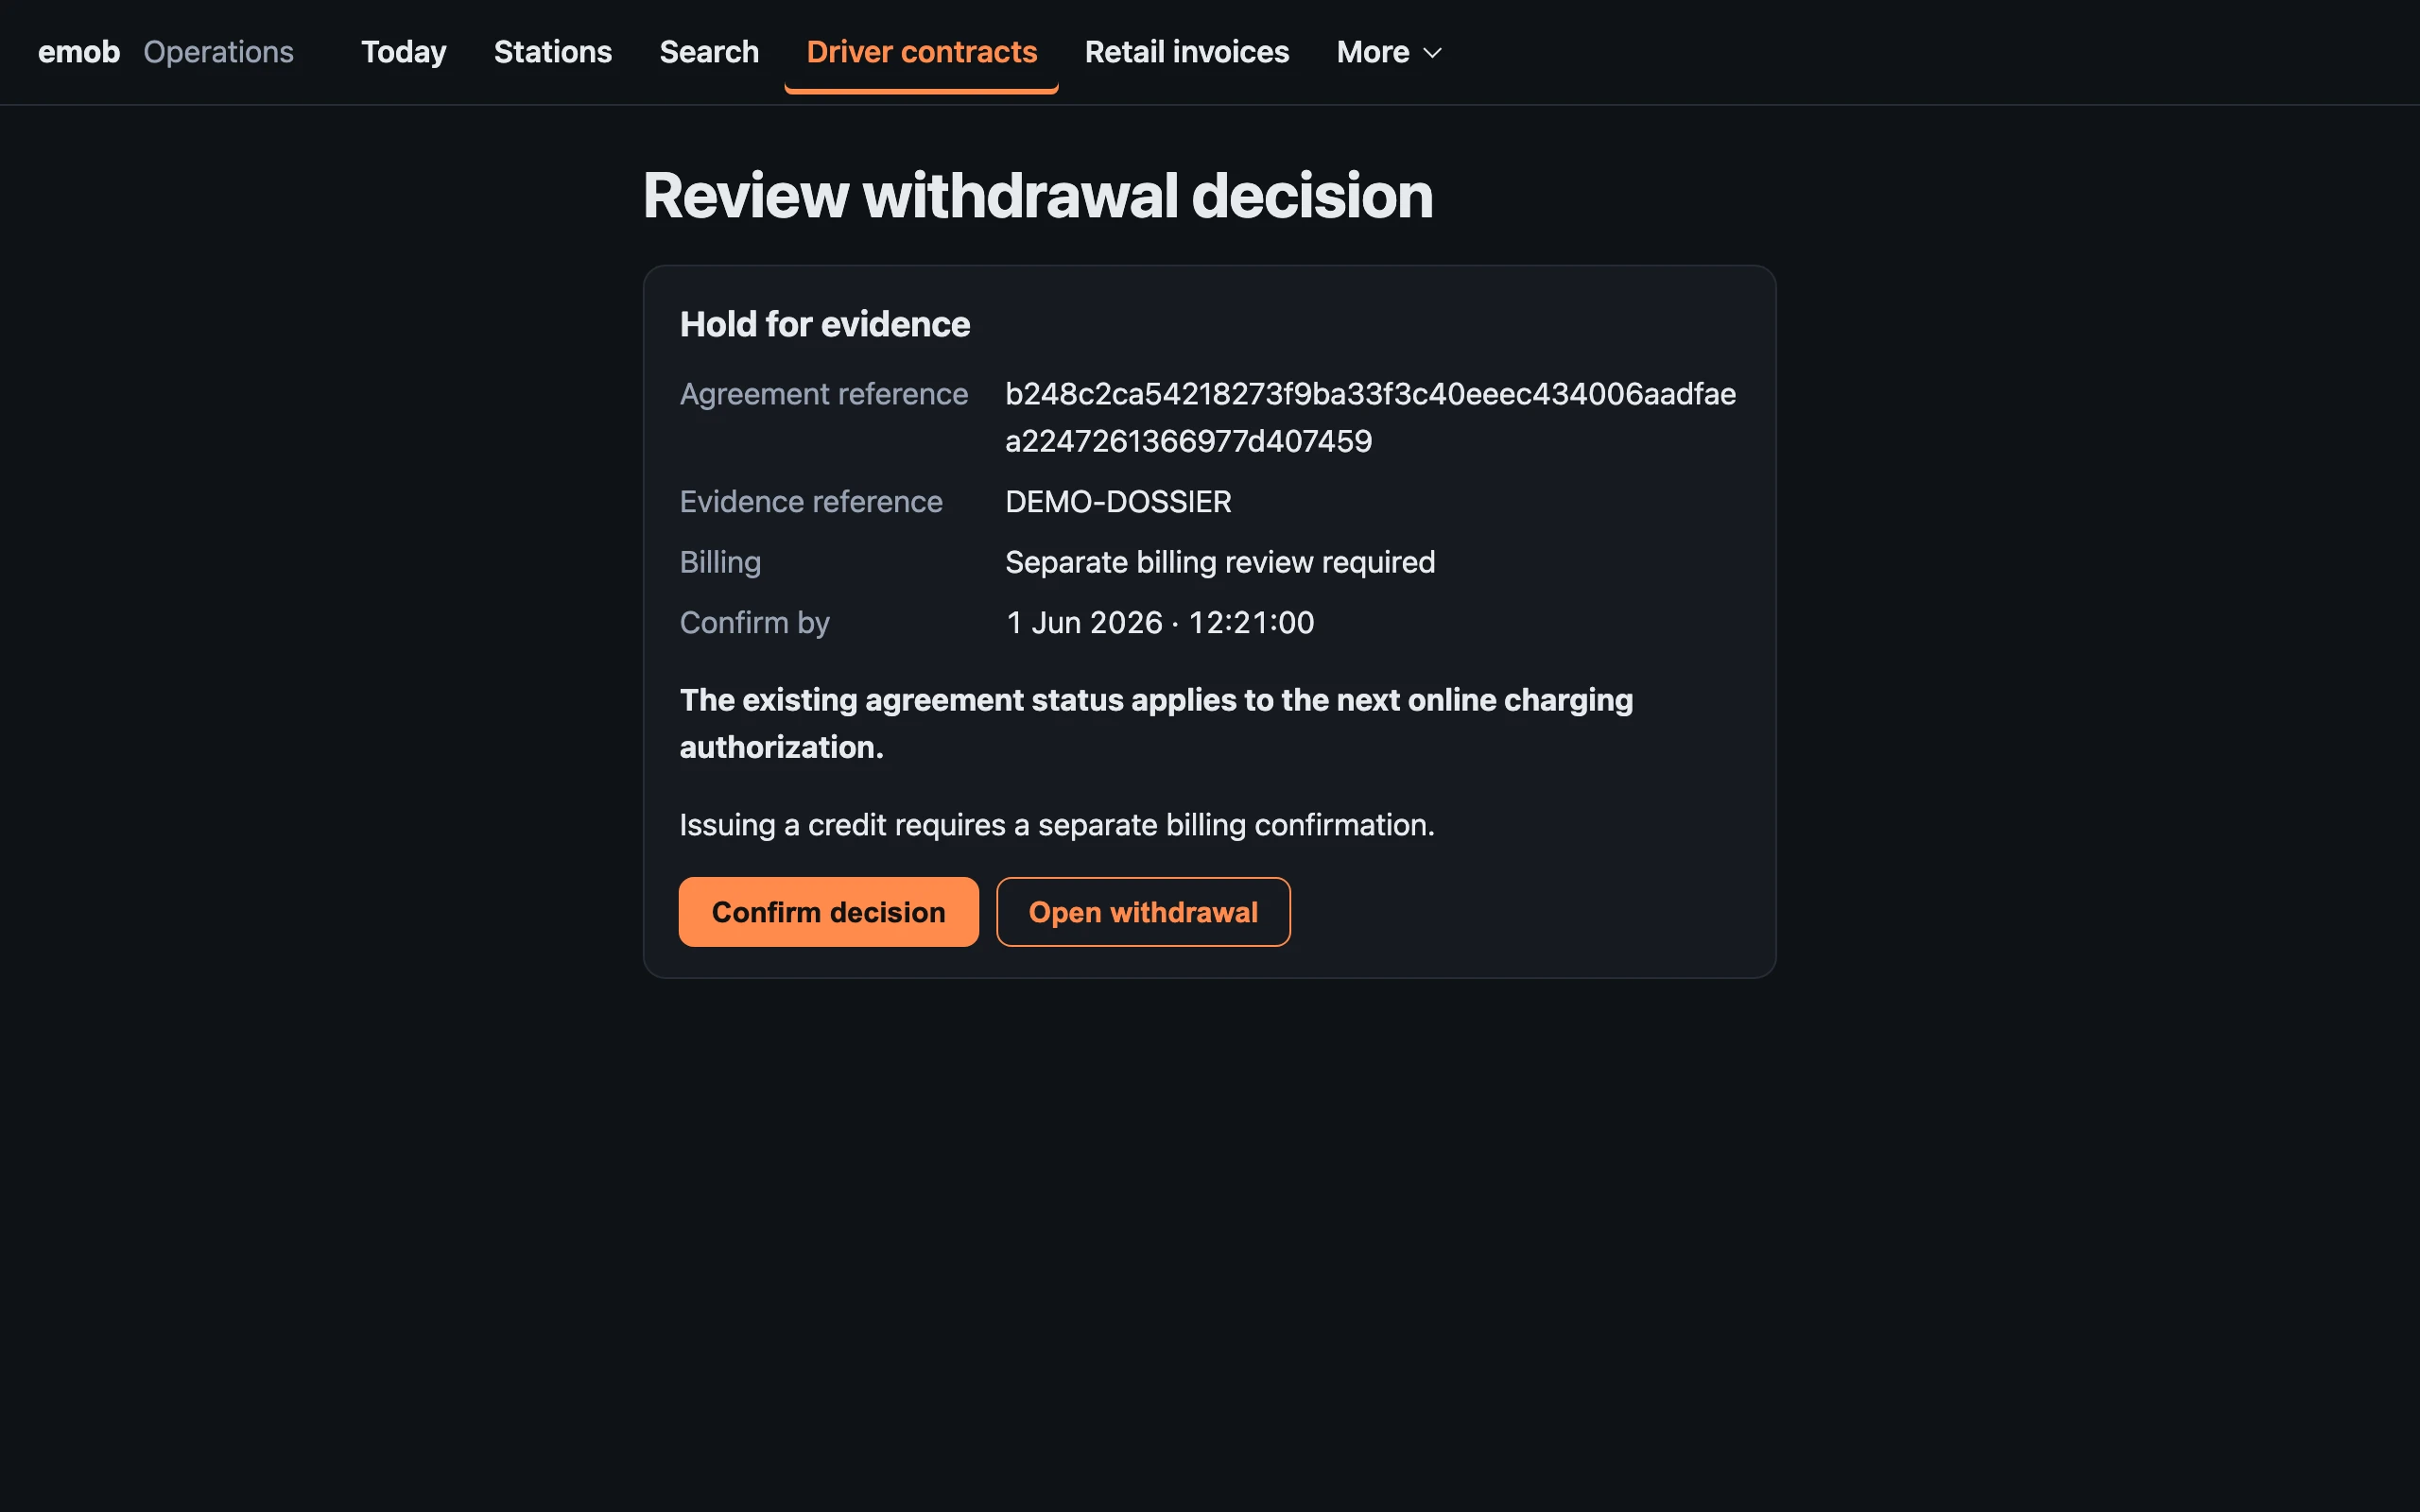 emob Operations Today Stations Search Driver contracts Retail invoices More
Review withdrawal decision
Hold for evidence
Agreement reference b248c2ca54218273f9ba33f3c40eeec434006aadfae
a2247261366977d407459
Evidence reference DEMO-DOSSIER
Billing Separate billing review required
Confirm by 1 Jun 2026 · 12:21:00
The existing agreement status applies to the next online charging
authorization.
Issuing a credit requires a separate billing confirmation.
Confirm decision Open withdrawal